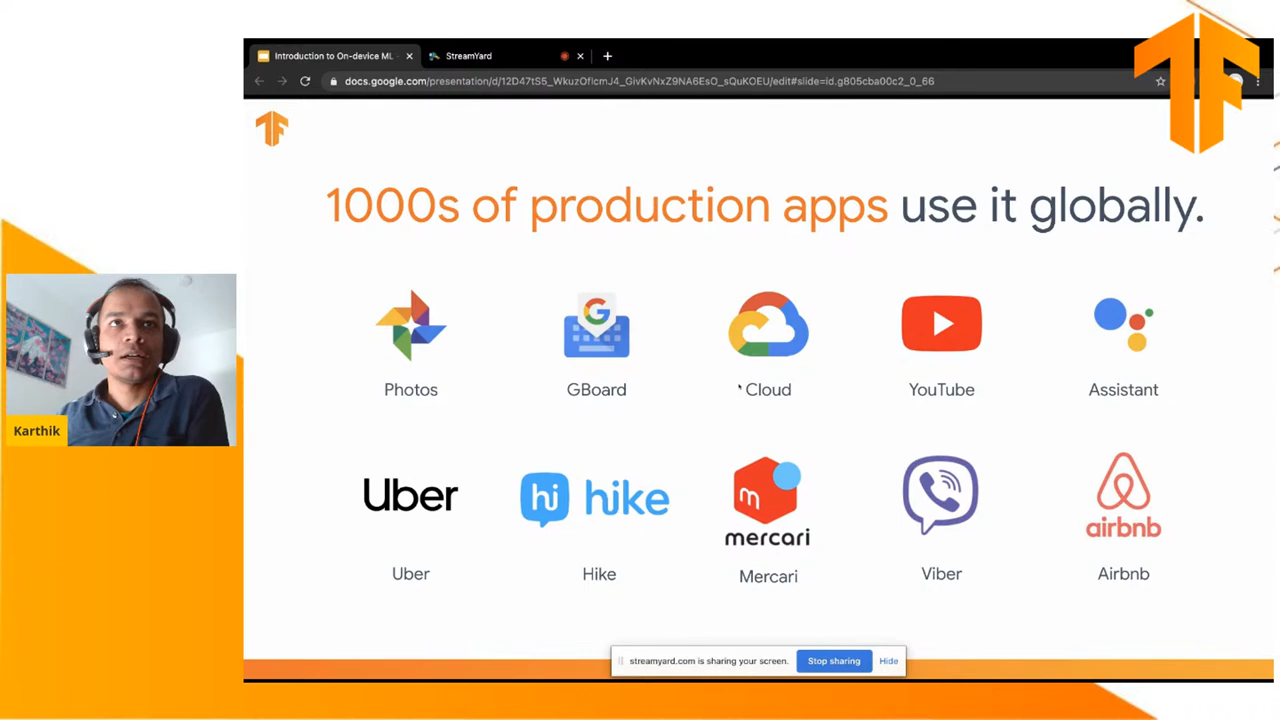 Introduction to On-device ML
StreamYard
docs.google.com/presentation/d/12D47tS5_WkuzOfIcmJ4_GivKvNxZ9NA6EsO_sQuKOEU/edit#slide=id.g805cba00c2_0_66
1000s of production apps use it globally.
Photos
GBoard
Cloud
YouTube
Assistant
Uber
hi hike
m
mercari
airbnb
Uber
Hike
Mercari
Viber
Airbnb
Karthik
streamyard.com is sharing your screen.
Stop sharing
Hide